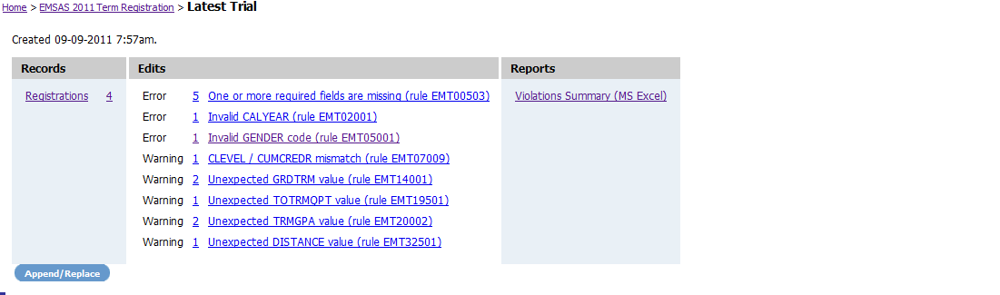 Home > EMSAS 2011 Term Registration > Latest Trial
Created 09-09-2011 7:57am.
Records Edits Reports
Registrations 4 Error 5 One or more required fields are missing (rule EMT00503) Violations Summary (MS Excel)
Error 1 Invalid CALYEAR (rule EMT02001)
Error 1 Invalid GENDER code (rule EMT05001)
Warning 1 CLEVEL / CUMCREDR mismatch (rule EMT07009)
Warning 2 Unexpected GRDTRM value (rule EMT14001)
Warning 1 Unexpected TOTRMQPT value (rule EMT19501)
Warning 2 Unexpected TRMGPA value (rule EMT20002)
Warning 1 Unexpected DISTANCE value (rule EMT32501)
Append/Replace